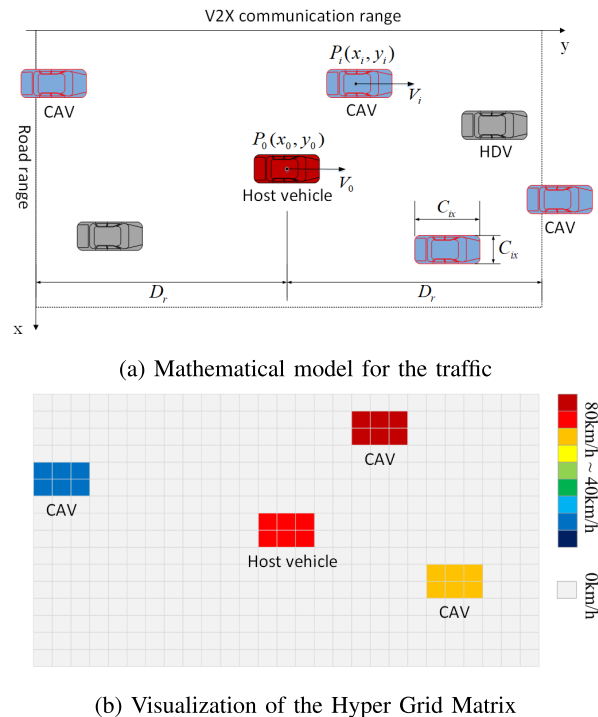 V2X communication range
y
P_i(x_i, y_i)
CAV
CAV
V_i
HDV
Road range
P_0(x_0, y_0)
V_0
Host vehicle
C_ix
CAV
C_ix
D_r
D_r
x
(a) Mathematical model for the traffic
CAV
CAV
Host vehicle
CAV
80km/h ~ 40km/h
0km/h
(b) Visualization of the Hyper Grid Matrix